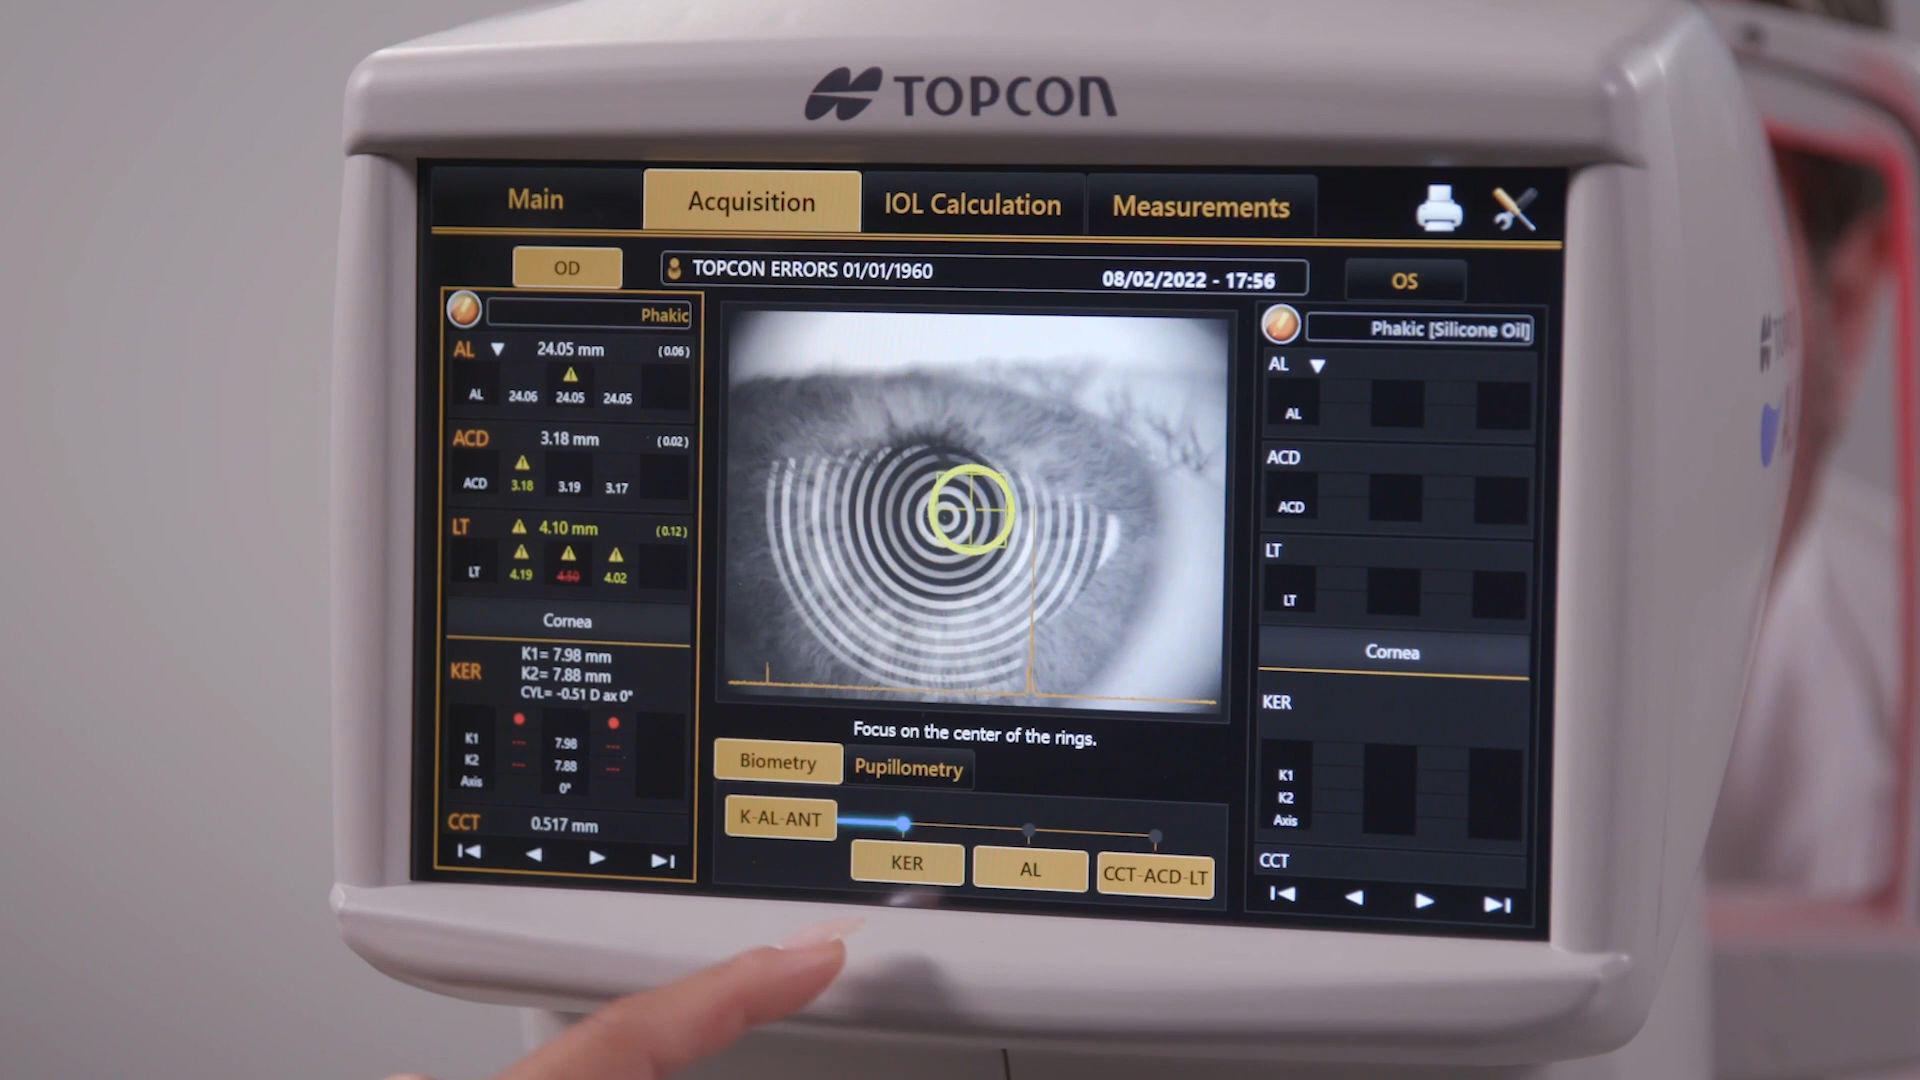 TOPCON
Main
Acquisition
IOL Calculation
Measurements
OD
TOPCON ERRORS 01/01/1960
08/02/2022 - 17:56
OS
Phakic
AL
24.05 mm
(0.06)
AL
24.06
24.05
24.05
ACD
3.18 mm
(0.02)
ACD
3.18
3.19
3.17
LT
4.10 mm
(0.12)
LT
4.19
4.50
4.02
Cornea
KER
K1= 7.98 mm
K2= 7.88 mm
CYL= -0.51 D ax 0°
K1
---
7.98
---
K2
---
7.88
---
Axis
0°
CCT
0.517 mm
Focus on the center of the rings.
Biometry
Pupillometry
K-AL-ANT
KER
AL
CCT-ACD-LT
Phakic [Silicone Oil]
AL
AL
ACD
ACD
LT
LT
Cornea
KER
K1
K2
Axis
CCT